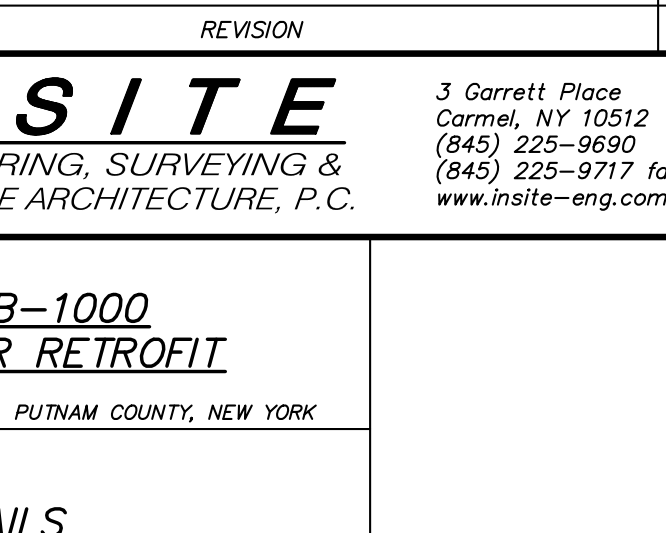 REVISION
S I T E
RING, SURVEYING &
E ARCHITECTURE, P.C.
3 Garrett Place
Carmel, NY 10512
(845) 225-9690
(845) 225-9717 fa
www.insite-eng.com
B-1000
R RETROFIT
PUTNAM COUNTY, NEW YORK
AILS